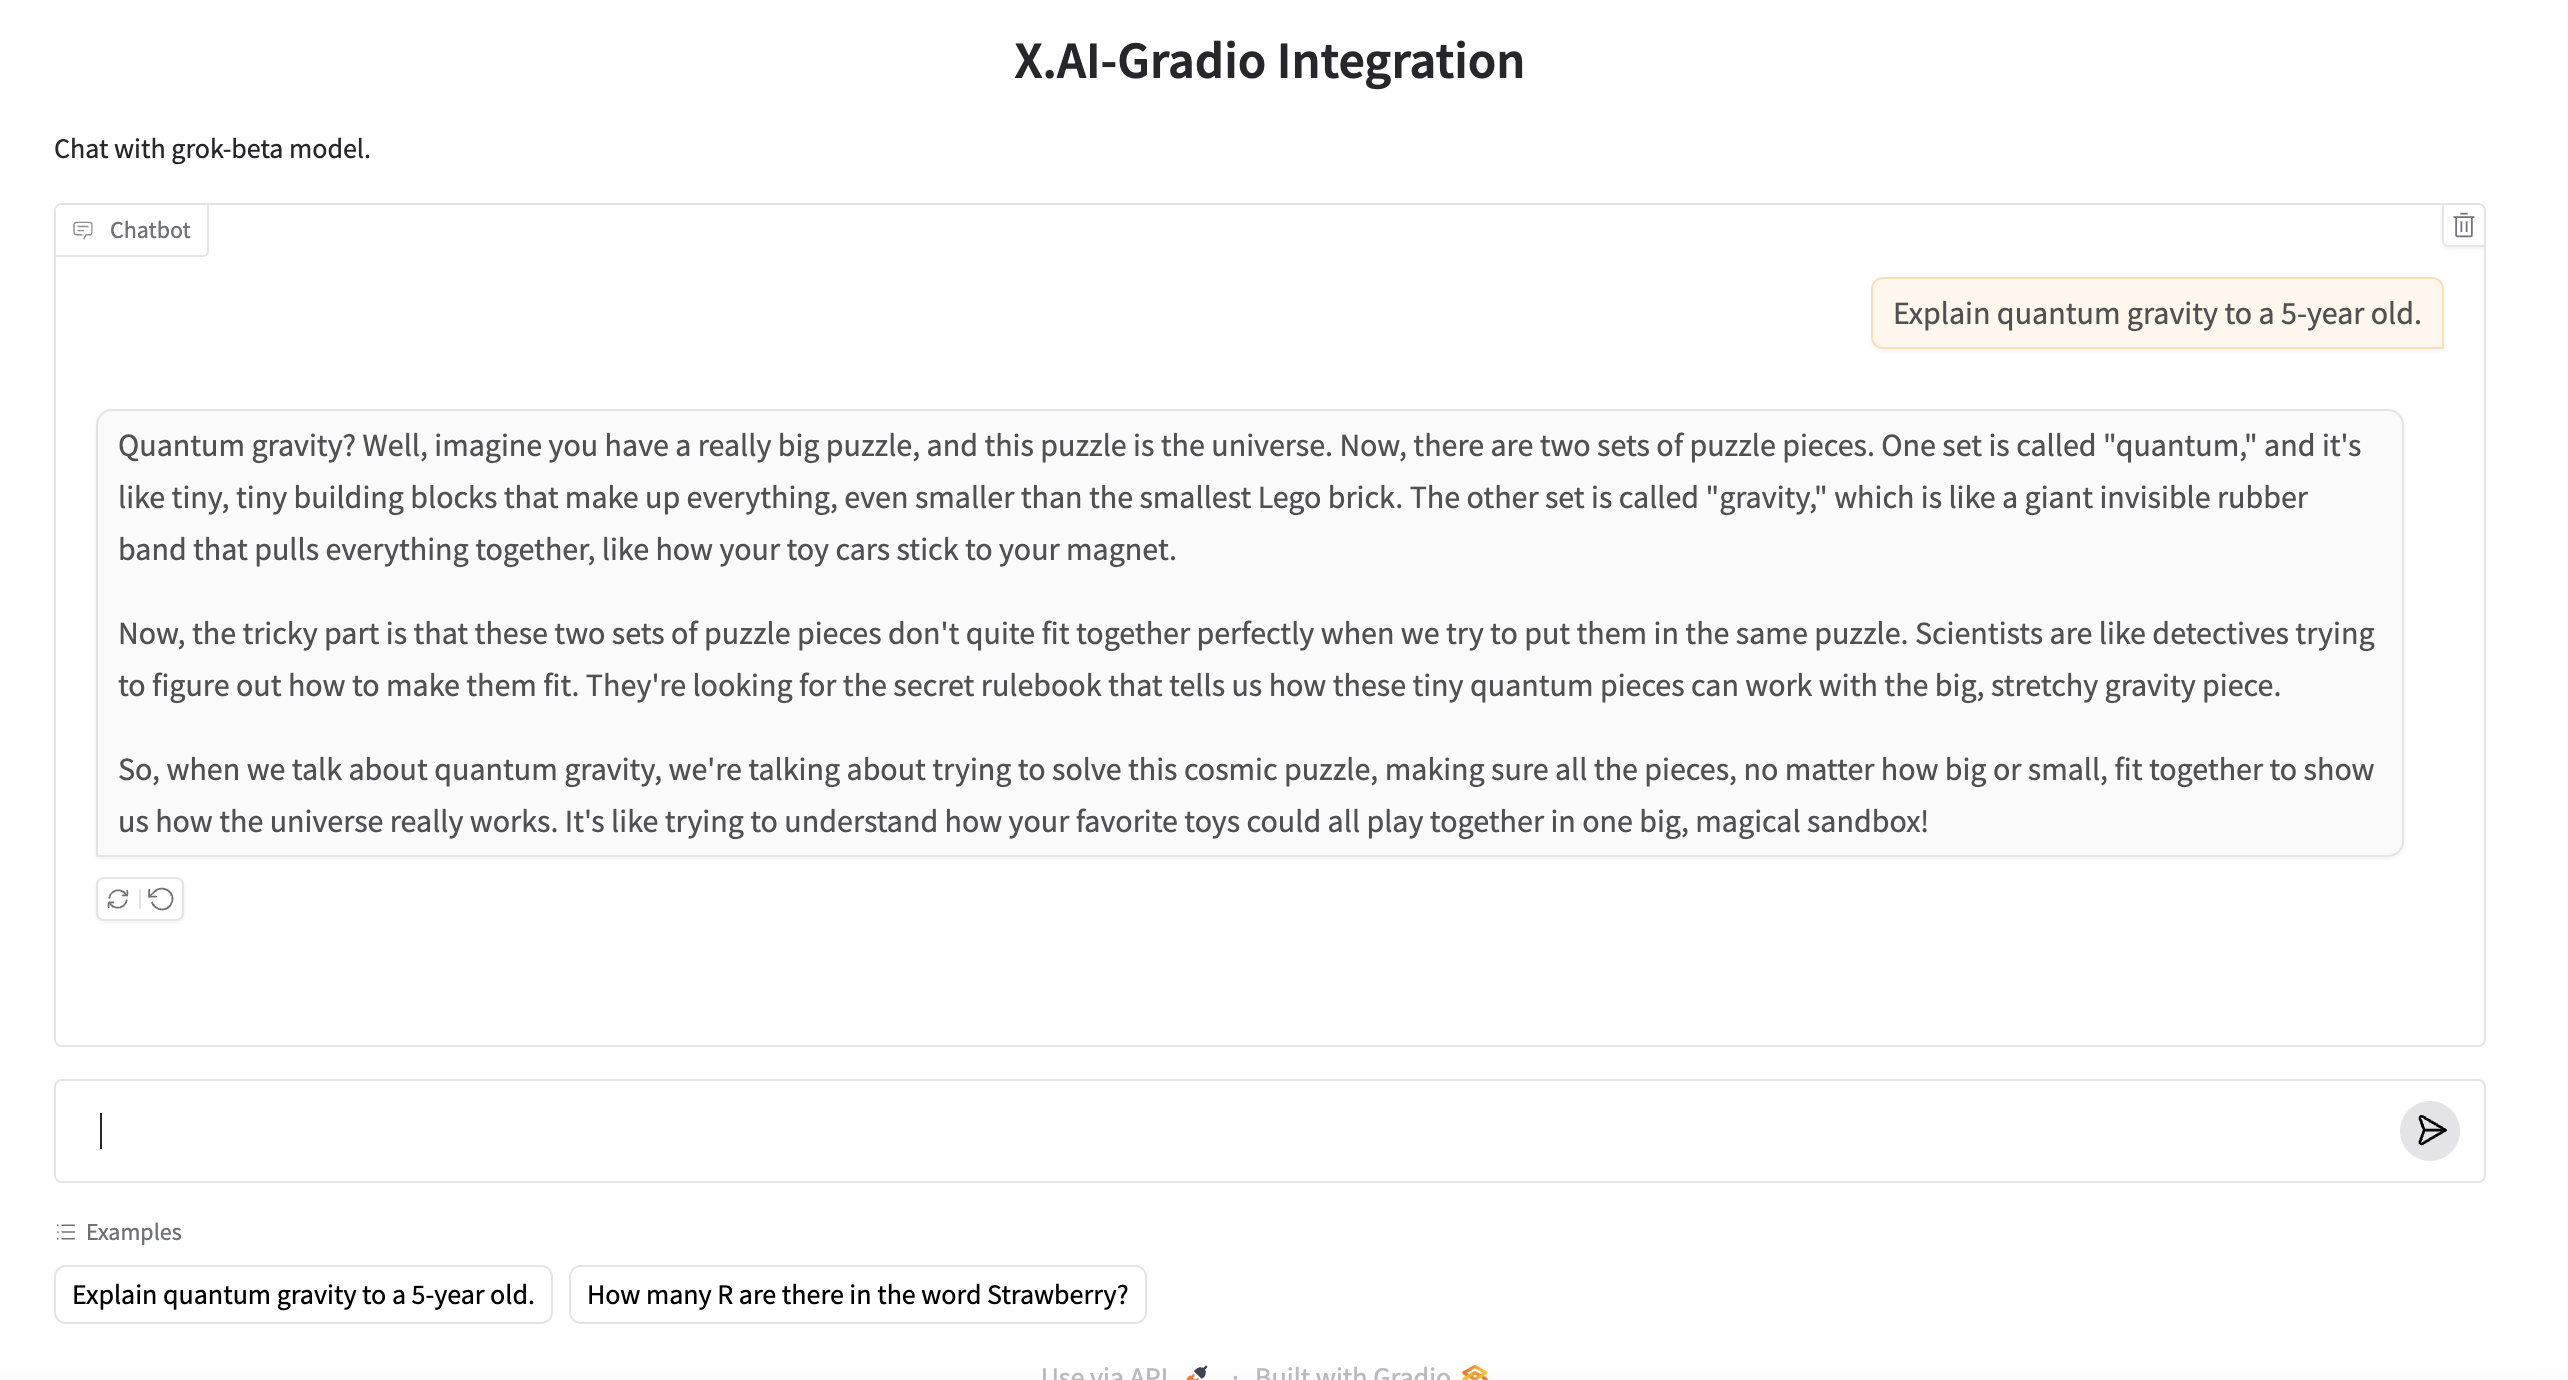 X.AI-Gradio Integration
Chat with grok-beta model.
Chatbot
Explain quantum gravity to a 5-year old.
Quantum gravity? Well, imagine you have a really big puzzle, and this puzzle is the universe. Now, there are two sets of puzzle pieces. One set is called "quantum," and it's
like tiny, tiny building blocks that make up everything, even smaller than the smallest Lego brick. The other set is called "gravity," which is like a giant invisible rubber
band that pulls everything together, like how your toy cars stick to your magnet.
Now, the tricky part is that these two sets of puzzle pieces don't quite fit together perfectly when we try to put them in the same puzzle. Scientists are like detectives trying
to figure out how to make them fit. They're looking for the secret rulebook that tells us how these tiny quantum pieces can work with the big, stretchy gravity piece.
So, when we talk about quantum gravity, we're talking about trying to solve this cosmic puzzle, making sure all the pieces, no matter how big or small, fit together to show
us how the universe really works. It's like trying to understand how your favorite toys could all play together in one big, magical sandbox!
Examples
Explain quantum gravity to a 5-year old.
How many R are there in the word Strawberry?
Use via API · Built with Gradio